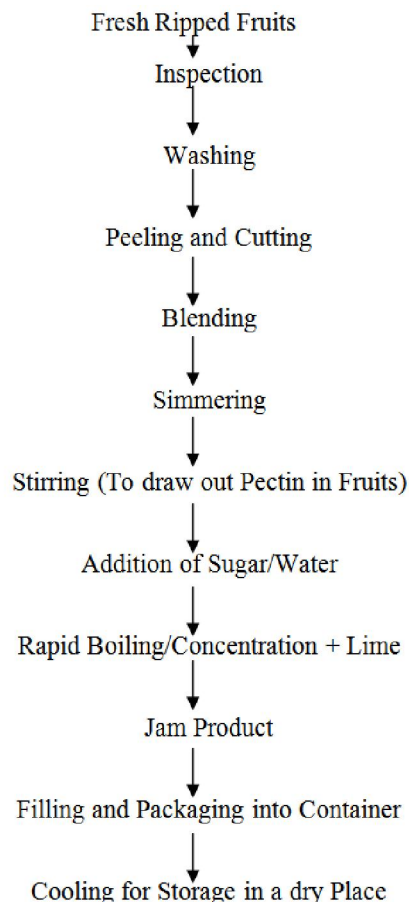 Fresh Ripped Fruits
Inspection
Washing
Peeling and Cutting
Blending
Simmering
Stirring (To draw out Pectin in Fruits)
Addition of Sugar/Water
Rapid Boiling/Concentration + Lime
Jam Product
Filling and Packaging into Container
Cooling for Storage in a dry Place